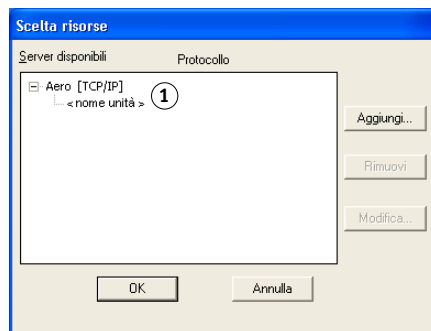 Scelta risorse
Server disponibili Protocollo
Aero [TCP/IP]
< nome unità > 1
Aggiungi...
Rimuovi
Modifica...
OK Annulla